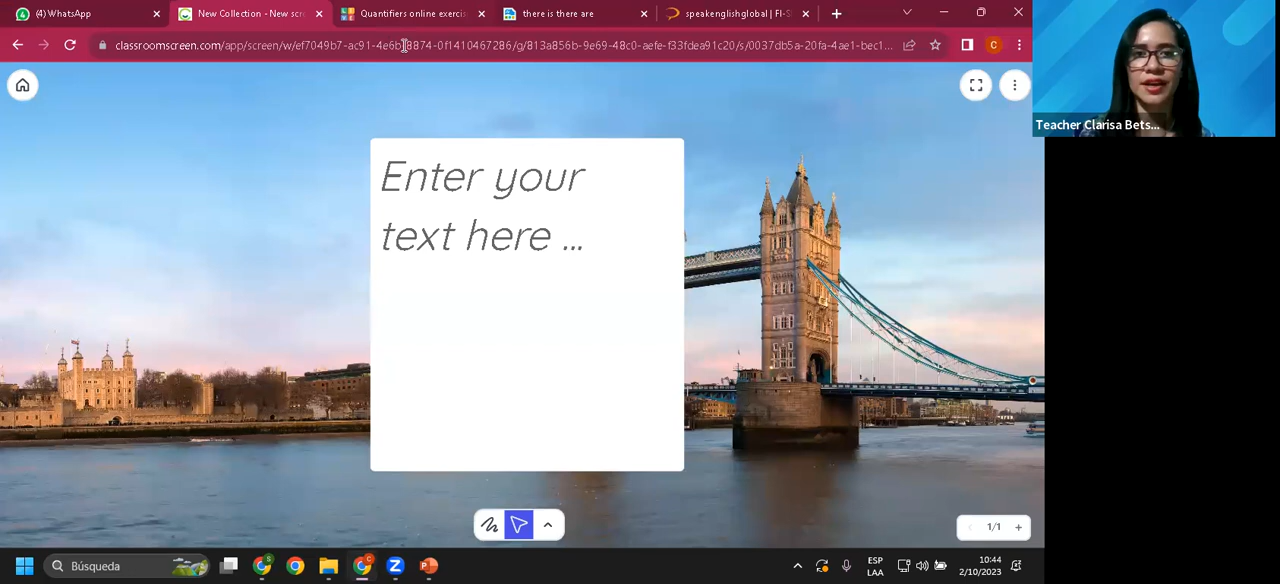 (4) WhatsApp
New Collection - New scre
Quantifiers online exercis
there is there are
speakenglishglobal | FI-S
classroomscreen.com/app/screen/w/ef7049b7-ac91-4e6b-8874-0f1410467286/g/813a856b-9e69-48c0-aefe-f33fdea91c20/s/0037db5a-20fa-4ae1-bec1...
C
Teacher Clarisa Bets...
Enter your
text here ...
1/1
Búsqueda
ESP
LAA
10:44
2/10/2023